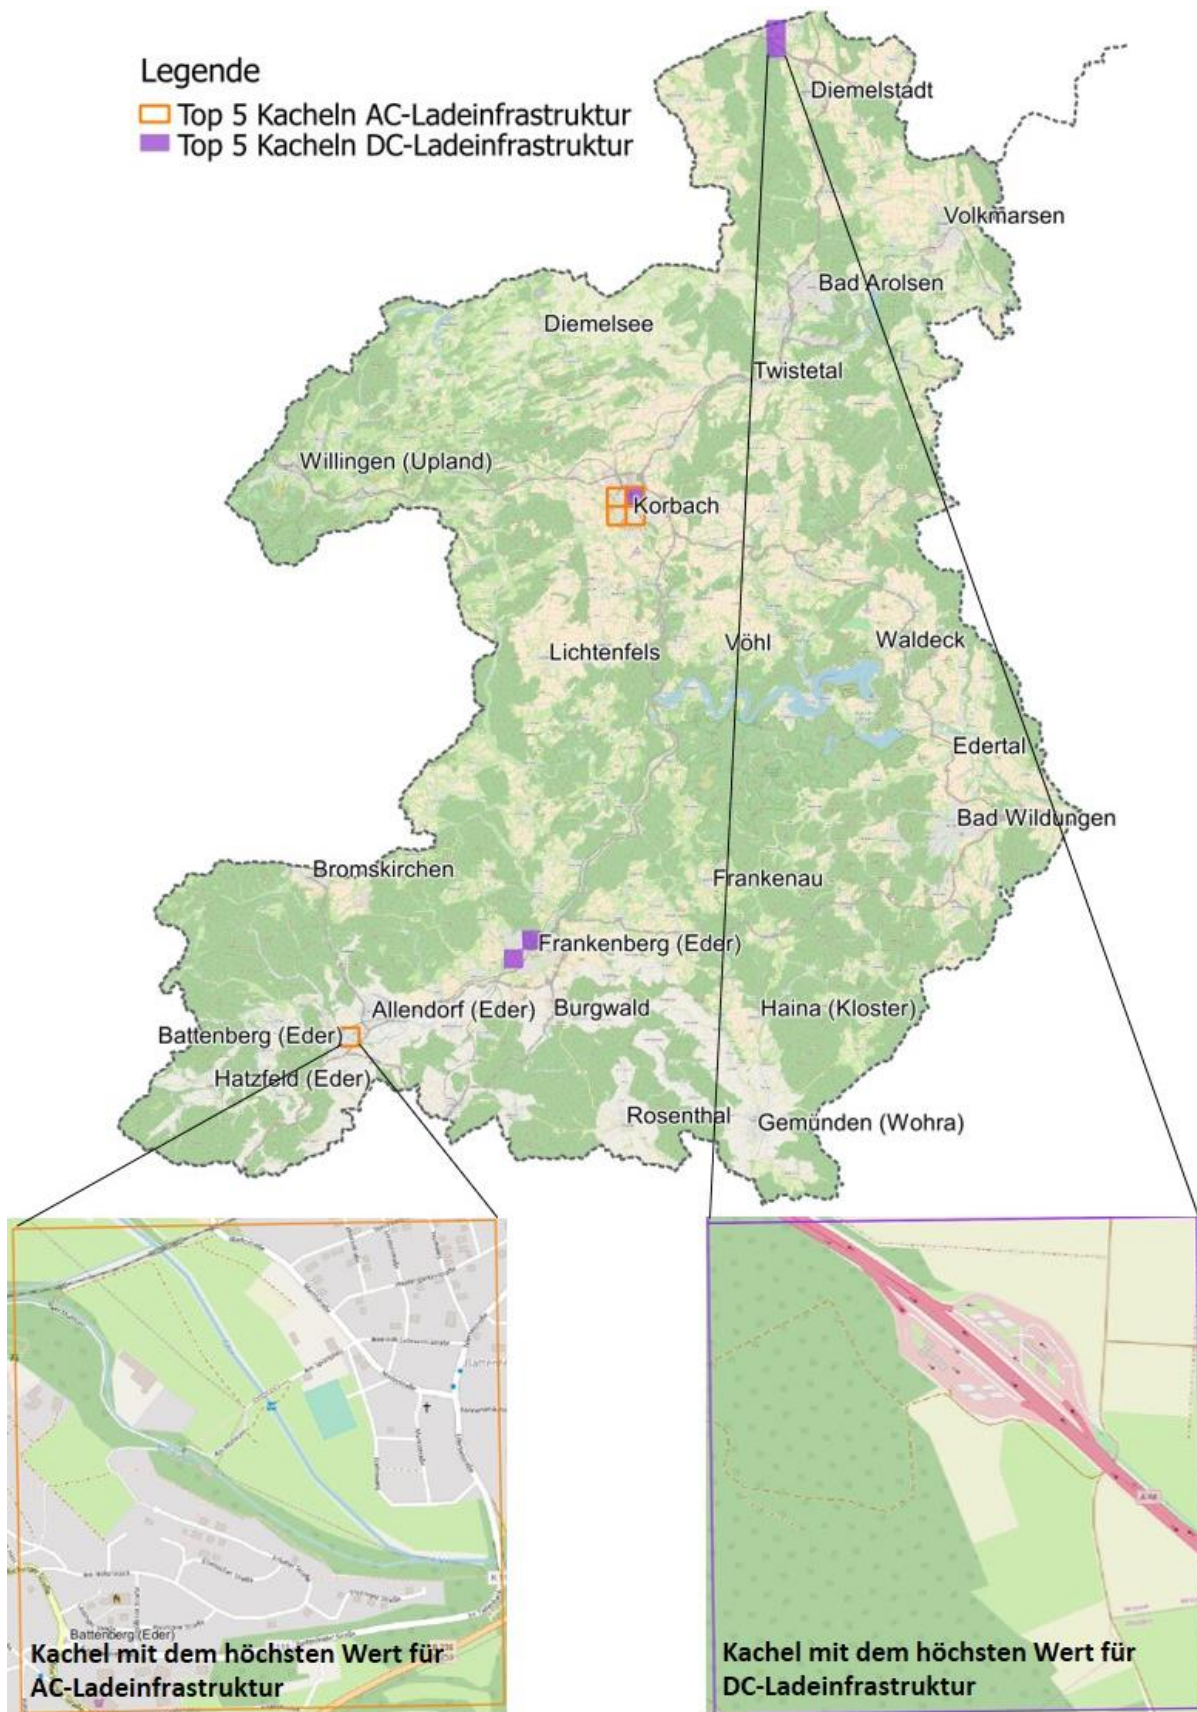 Legende
Top 5 Kacheln AC-Ladeinfrastruktur
Top 5 Kacheln DC-Ladeinfrastruktur
Diemelstadt
Volkmarsen
Bad Arolsen
Diemelsee
Twistetal
Willingen (Upland)
Korbach
Lichtenfels
Vöhl
Waldeck
Edertal
Bad Wildungen
Bromskirchen
Frankenau
Frankenberg (Eder)
Allendorf (Eder)
Burgwald
Haina (Kloster)
Battenberg (Eder)
Hatzfeld (Eder)
Rosenthal
Gemünden (Wohra)
Battenberg (Eder)
Kachel mit dem höchsten Wert für
AC-Ladeinfrastruktur
A 44
Kachel mit dem höchsten Wert für
DC-Ladeinfrastruktur